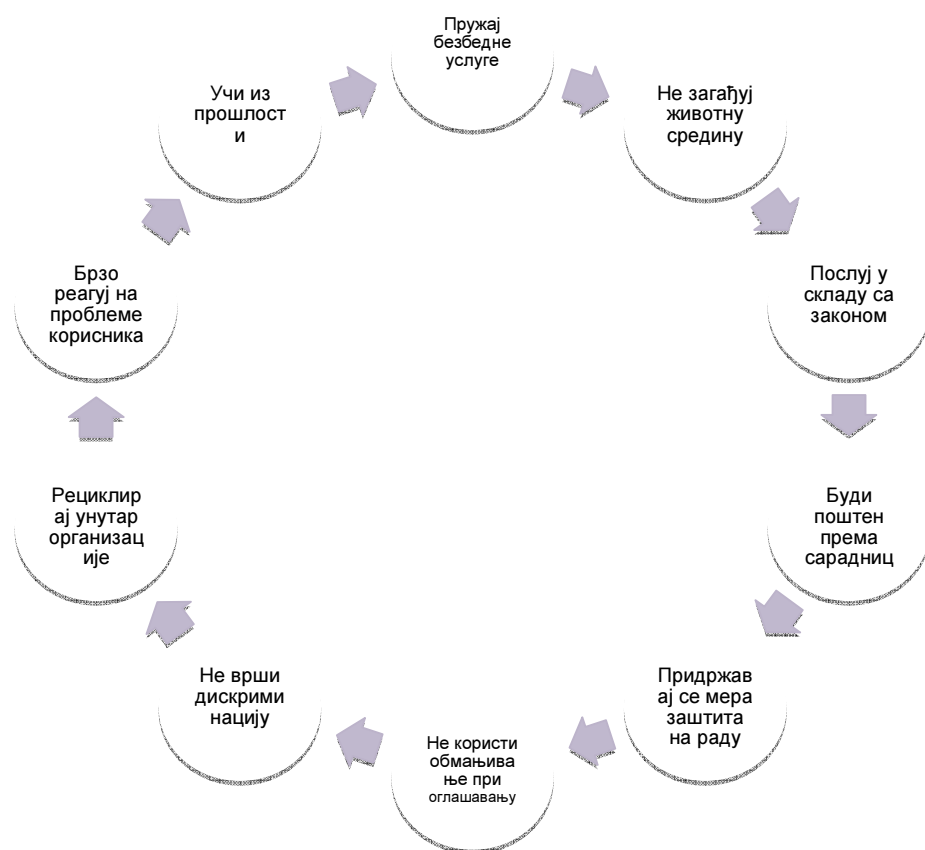 Пружај
безбедне
услуге
Не загађуј
животну
средину
Послуј у
складу са
законом
Буди
поштен
према
сарадниц
Придржав
ај се мера
заштита
на раду
Не користи
обмањива
ње при
оглашавању
Не врши
дискрими
нацију
Рециклир
ај унутар
организац
ије
Брзо
реагуј на
проблеме
корисника
Учи из
прошлост
и